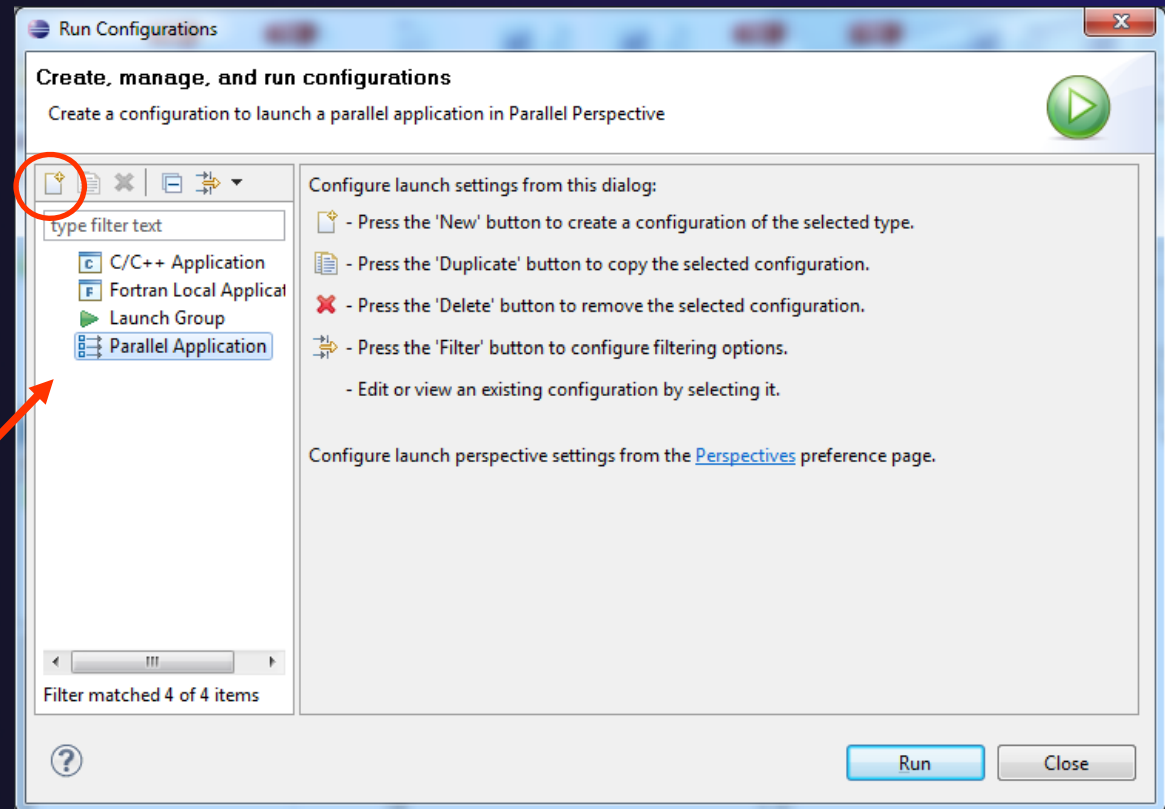 Run Configurations
Create, manage, and run configurations
Create a configuration to launch a parallel application in Parallel Perspective
type filter text
C/C++ Application
Fortran Local Applicat
Launch Group
Parallel Application
Filter matched 4 of 4 items
Configure launch settings from this dialog:
- Press the 'New' button to create a configuration of the selected type.
- Press the 'Duplicate' button to copy the selected configuration.
- Press the 'Delete' button to remove the selected configuration.
- Press the 'Filter' button to configure filtering options.
- Edit or view an existing configuration by selecting it.
Configure launch perspective settings from the Perspectives preference page.
Run
Close